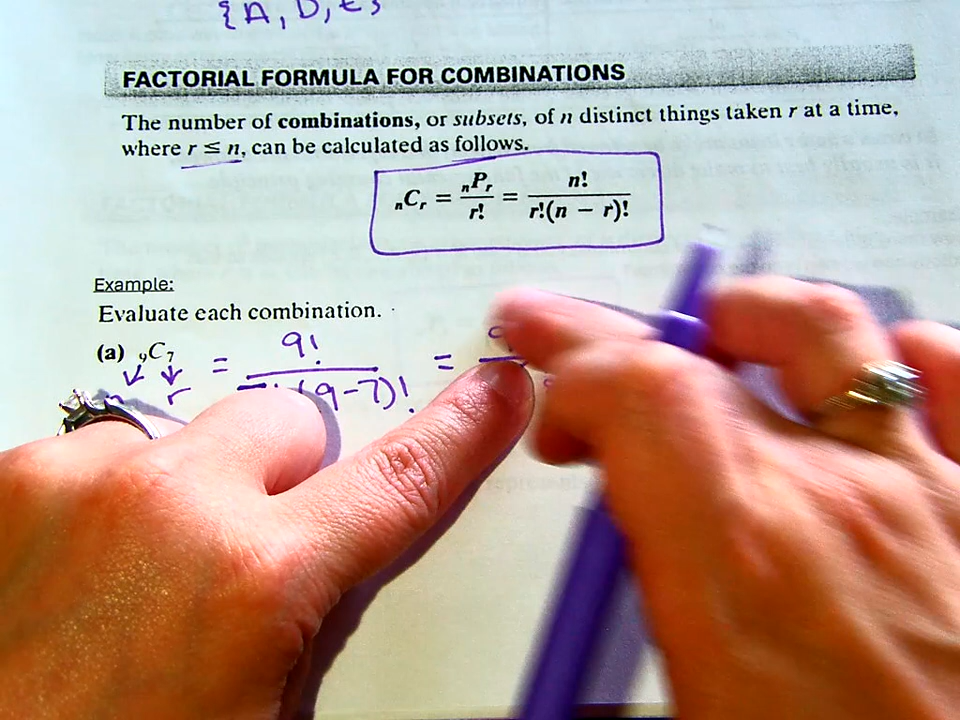 {A, D, E}
FACTORIAL FORMULA FOR COMBINATIONS
The number of combinations, or subsets, of n distinct things taken r at a time,
where r ≤ n, can be calculated as follows.
nCr = nPr / r! = n! / r!(n − r)!
Example:
Evaluate each combination.
(a) 9C7 = 9! / (9-7)! =
r